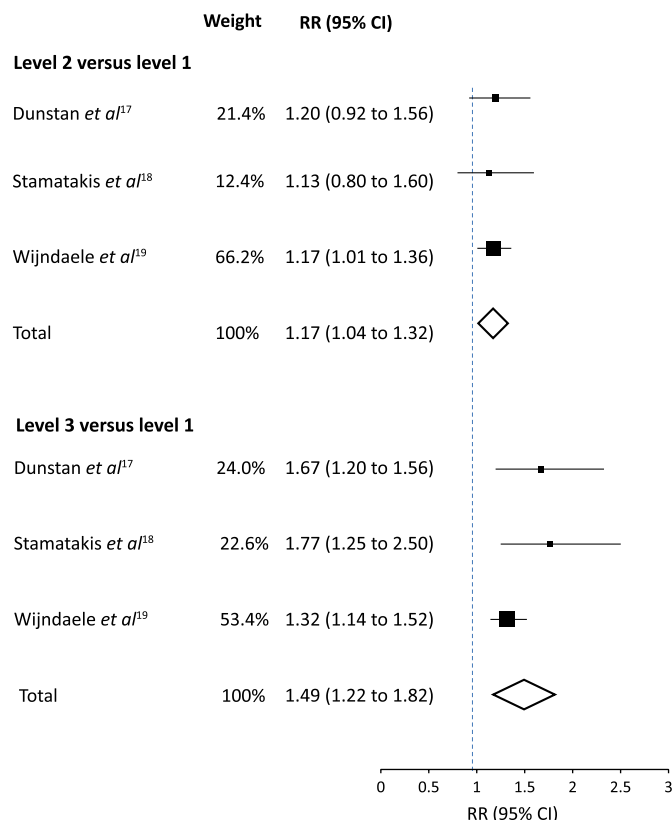 Weight RR (95% CI)
Level 2 versus level 1
Dunstan et al17 21.4% 1.20 (0.92 to 1.56)
Stamatakis et al18 12.4% 1.13 (0.80 to 1.60)
Wijndaele et al19 66.2% 1.17 (1.01 to 1.36)
Total 100% 1.17 (1.04 to 1.32)
Level 3 versus level 1
Dunstan et al17 24.0% 1.67 (1.20 to 1.56)
Stamatakis et al18 22.6% 1.77 (1.25 to 2.50)
Wijndaele et al19 53.4% 1.32 (1.14 to 1.52)
Total 100% 1.49 (1.22 to 1.82)
0 0.5 1 1.5 2 2.5 3
RR (95% CI)